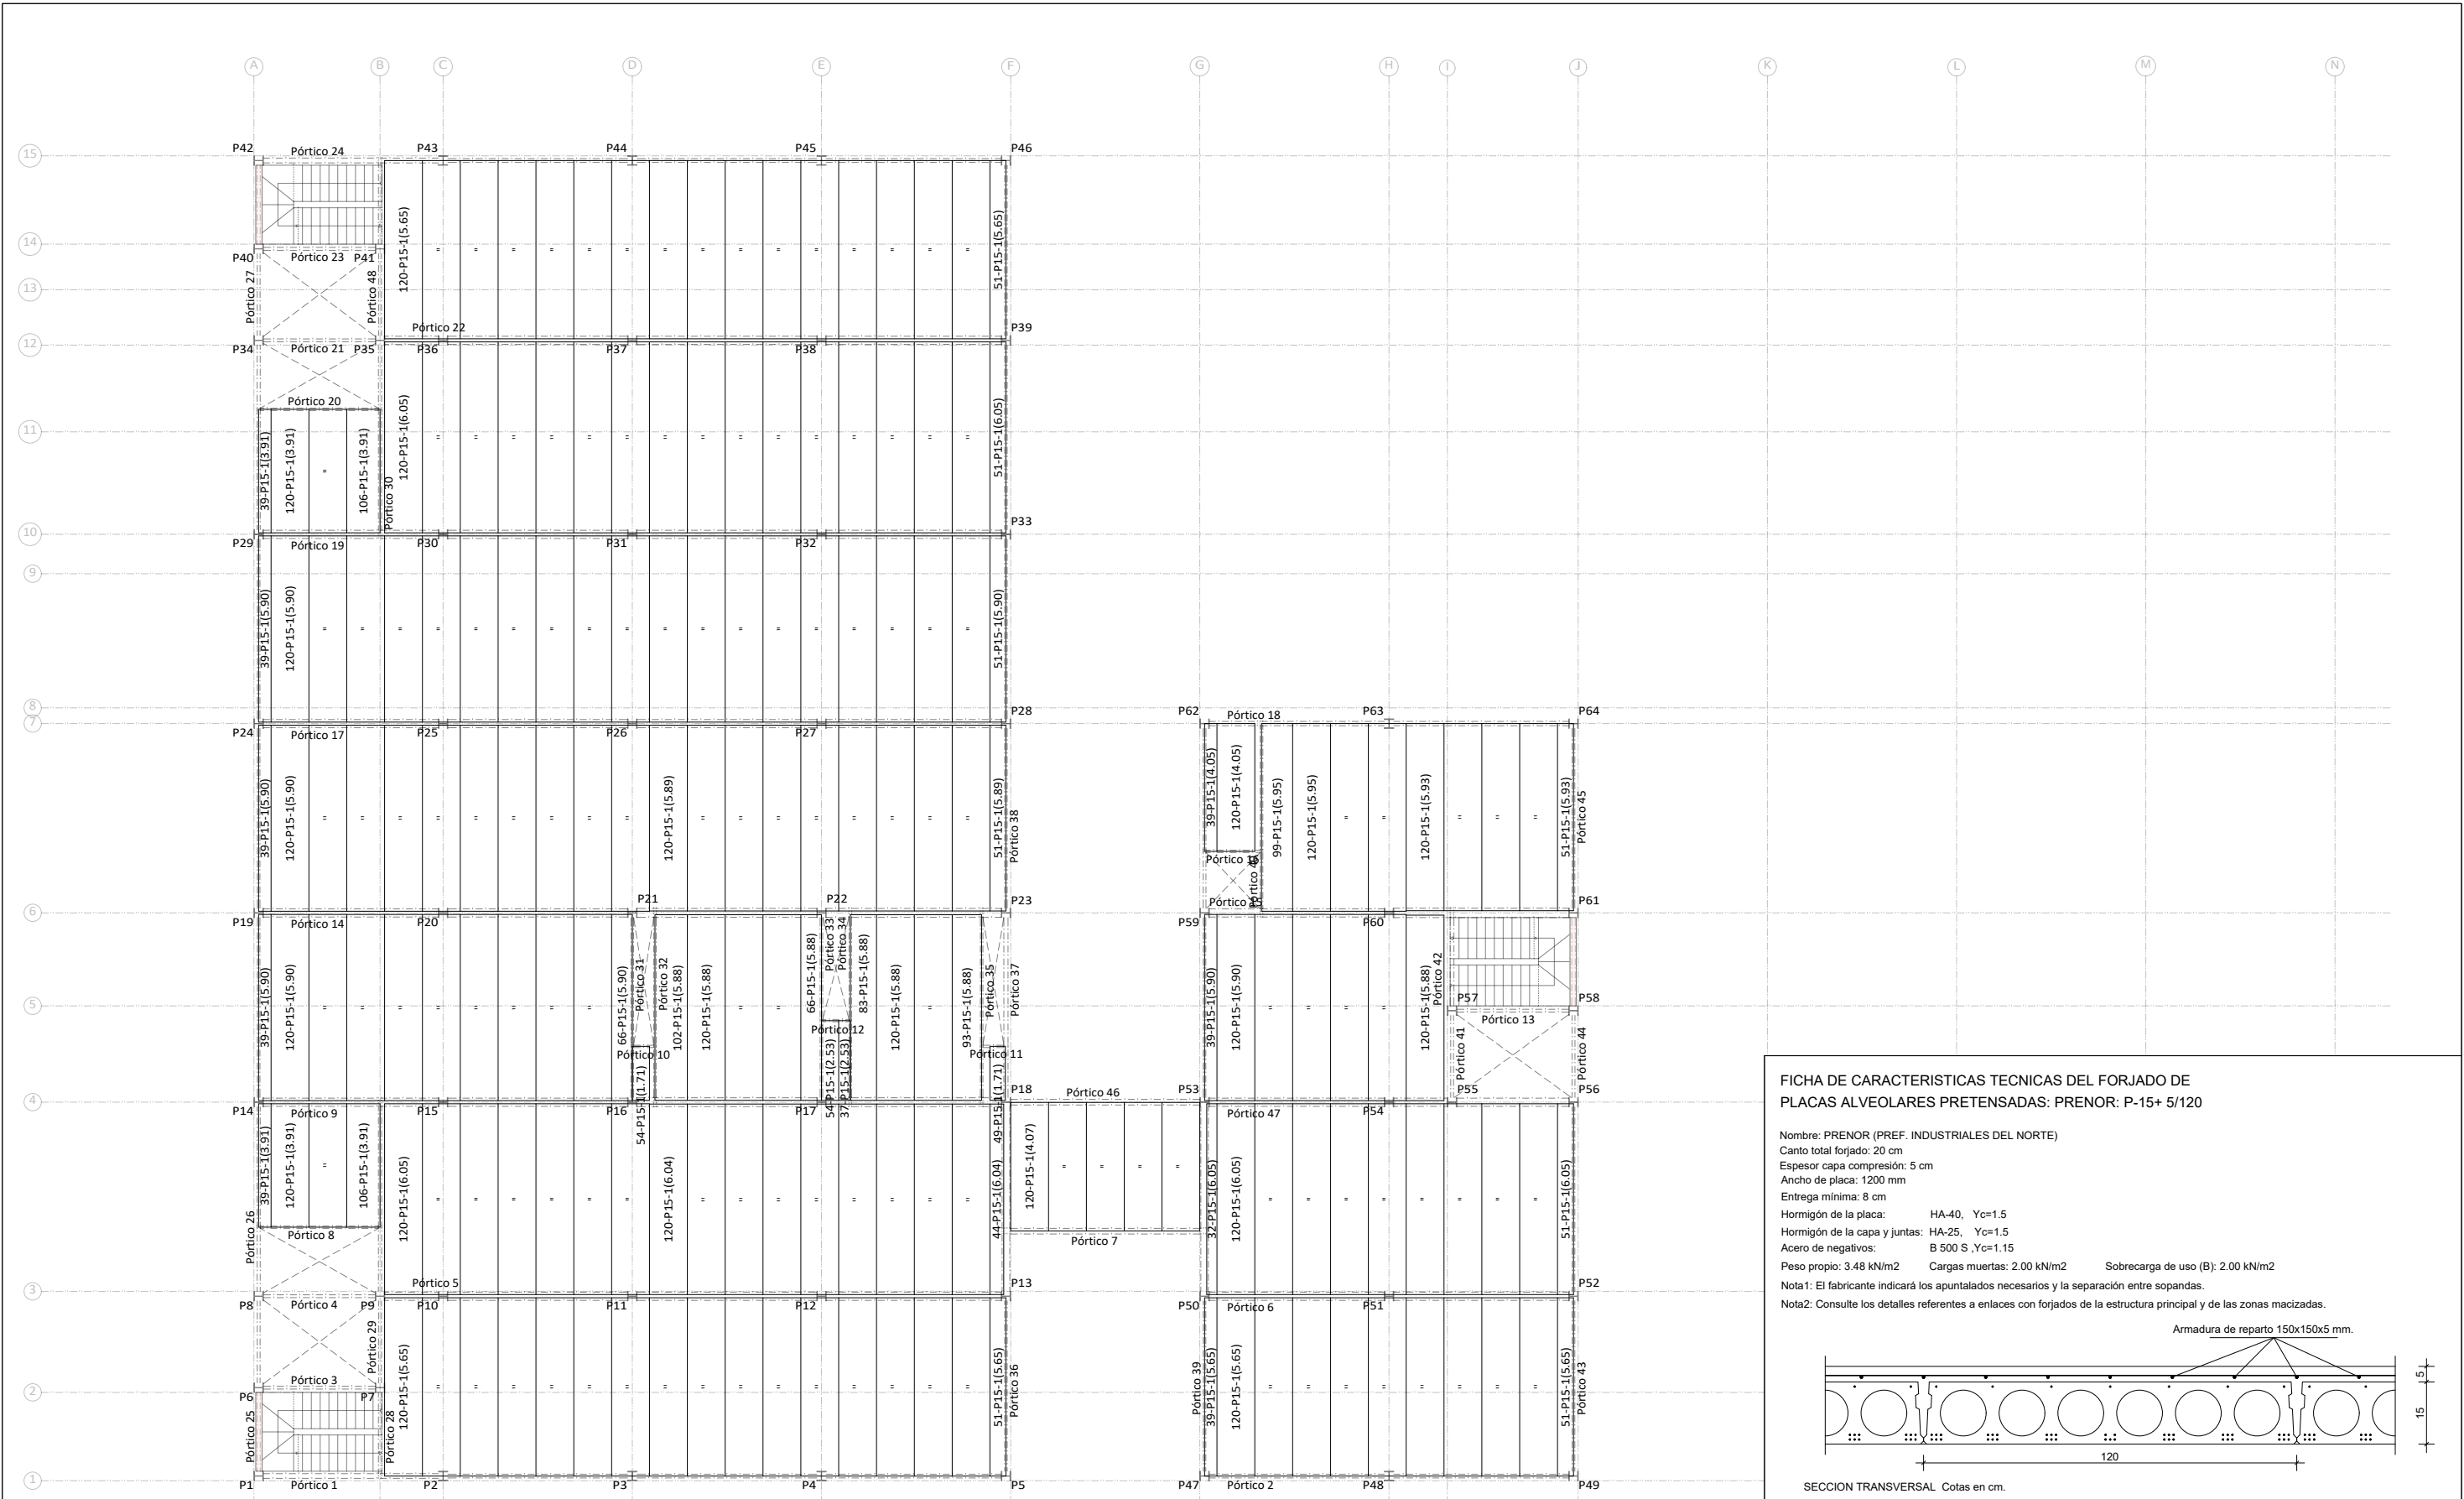 A B C D E F G H I J K L M N
15
P42 Pórtico 24 P43 P44 P45 P46
120-P15-1(5.65)
51-P15-1(5.65)
14
P40 Pórtico 23 P41
Pórtico 27
Pórtico 48
13
Pórtico 22 P39
12
P34 Pórtico 21 P35 P36 P37 P38
Pórtico 20
11
39-P15-1(3.91)
120-P15-1(3.91)
"
106-P15-1(3.91)
Pórtico 30
120-P15-1(6.05)
51-P15-1(6.05)
P33
10
P29 Pórtico 19 P30 P31 P32
9
39-P15-1(5.90)
120-P15-1(5.90)
51-P15-1(5.90)
8
7
P28 P62 Pórtico 18 P63 P64
P24 Pórtico 17 P25 P26 P27
39-P15-1(5.90)
120-P15-1(5.90)
120-P15-1(5.89)
51-P15-1(5.89)
Pórtico 38
39-P15-1(4.05)
120-P15-1(4.05)
99-P15-1(5.95)
120-P15-1(5.95)
120-P15-1(5.93)
51-P15-1(5.93)
Pórtico 45
Pórtico 16
P21 P22 P23 P61
6
P19 Pórtico 14 P20 P59 P60
39-P15-1(5.90)
120-P15-1(5.90)
66-P15-1(5.90)
Pórtico 31
Pórtico 32
102-P15-1(5.88)
120-P15-1(5.88)
66-P15-1(5.88)
Pórtico 33
Pórtico 34
83-P15-1(5.88)
120-P15-1(5.88)
93-P15-1(5.88)
Pórtico 35
Pórtico 37
39-P15-1(5.90)
120-P15-1(5.90)
120-P15-1(5.88)
Pórtico 42
5
P57 P58
Pórtico 13
Pórtico 41
Pórtico 44
Pórtico 12
Pórtico 10 Pórtico 11
54-P15-1(1.71)
54-P15-1(2.53)
37-P15-1(2.53)
49-P15-1(1.71)
P18 Pórtico 46 P53 P55 P56
4
P14 Pórtico 9 P15 P16 P17 Pórtico 47 P54
39-P15-1(3.91)
120-P15-1(3.91)
"
106-P15-1(3.91)
120-P15-1(6.05)
120-P15-1(6.04)
44-P15-1(6.04)
120-P15-1(4.07)
32-P15-1(6.05)
120-P15-1(6.05)
51-P15-1(6.05)
Pórtico 26
Pórtico 8 Pórtico 7
Pórtico 5 P13 P52
3
P8 Pórtico 4 P9 P10 P11 P12 P50 Pórtico 6 P51
Pórtico 29
120-P15-1(5.65)
51-P15-1(5.65)
Pórtico 36
Pórtico 39
39-P15-1(5.65)
120-P15-1(5.65)
51-P15-1(5.65)
Pórtico 43
Pórtico 3
2
P6 P7
Pórtico 25
Pórtico 28
1
P1 Pórtico 1 P2 P3 P4 P5 P47 Pórtico 2 P48 P49
FICHA DE CARACTERISTICAS TECNICAS DEL FORJADO DE
PLACAS ALVEOLARES PRETENSADAS: PRENOR: P-15+ 5/120
Nombre: PRENOR (PREF. INDUSTRIALES DEL NORTE)
Canto total forjado: 20 cm
Espesor capa compresión: 5 cm
Ancho de placa: 1200 mm
Entrega mínima: 8 cm
Hormigón de la placa: HA-40, Yc=1.5
Hormigón de la capa y juntas: HA-25, Yc=1.5
Acero de negativos: B 500 S ,Yc=1.15
Peso propio: 3.48 kN/m2 Cargas muertas: 2.00 kN/m2 Sobrecarga de uso (B): 2.00 kN/m2
Nota1: El fabricante indicará los apuntalados necesarios y la separación entre sopandas.
Nota2: Consulte los detalles referentes a enlaces con forjados de la estructura principal y de las zonas macizadas.
Armadura de reparto 150x150x5 mm.
5
15
120
SECCION TRANSVERSAL Cotas en cm.